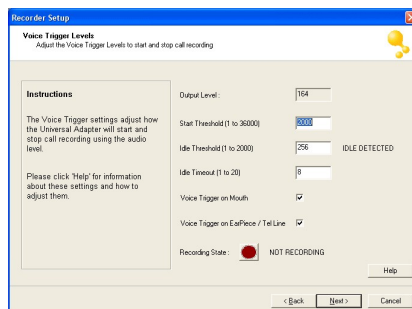 Recorder Setup
Voice Trigger Levels
Adjust the Voice Trigger Levels to start and stop call recording
Instructions
The Voice Trigger settings adjust how
the Universal Adapter will start and
stop call recording using the audio
level.
Please click 'Help' for information
about these settings and how to
adjust them.
Output Level : 164
Start Threshold (1 to 36000) 2000
Idle Threshold (1 to 2000) 256 IDLE DETECTED
Idle Timeout (1 to 20) 8
Voice Trigger on Mouth
Voice Trigger on EarPiece / Tel Line
Recording State : NOT RECORDING
Help
< Back Next > Cancel